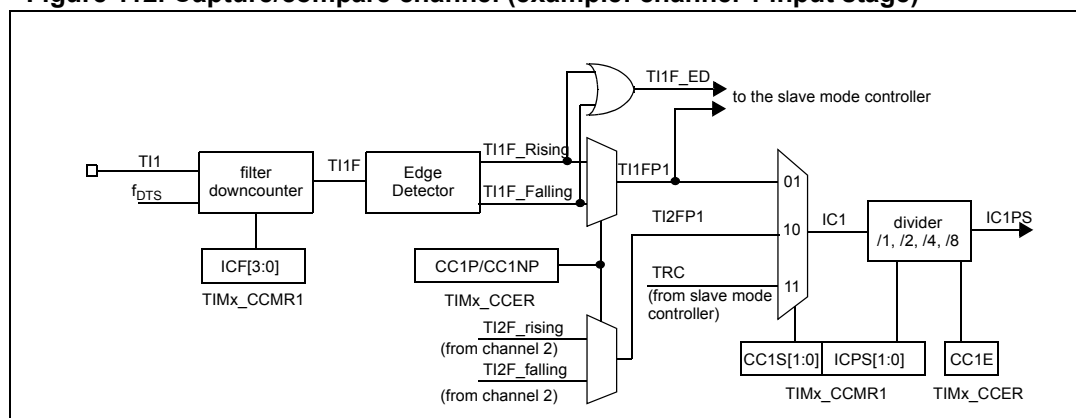 Figure 112. Capture/compare channel (example: channel 1 input stage)
TI1F_ED
to the slave mode controller
TI1
fDTS
filter
downcounter
TI1F
Edge
Detector
TI1F_Rising
TI1F_Falling
TI1FP1
01
TI2FP1
10
IC1
divider
/1, /2, /4, /8
IC1PS
ICF[3:0]
TIMx_CCMR1
CC1P/CC1NP
TIMx_CCER
TRC
11
(from slave mode
controller)
TI2F_rising
(from channel 2)
TI2F_falling
(from channel 2)
CC1S[1:0]
ICPS[1:0]
CC1E
TIMx_CCMR1
TIMx_CCER